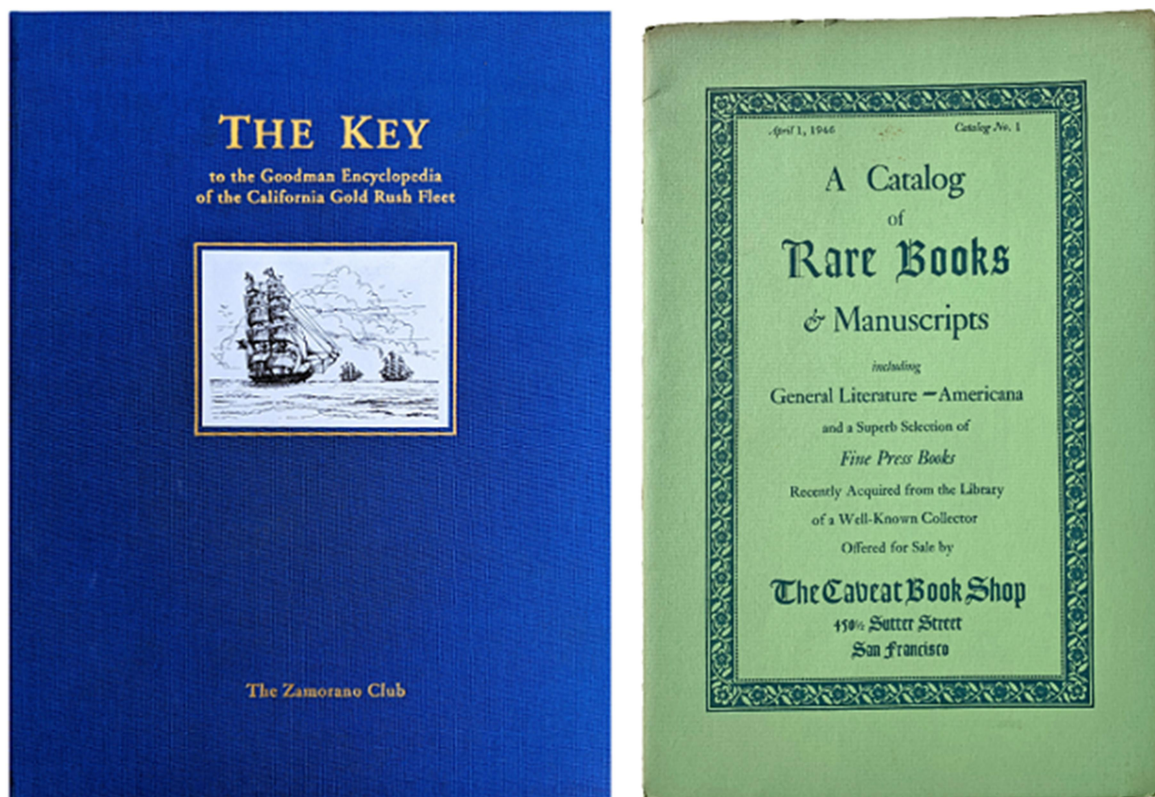 THE KEY
to the Goodman Encyclopedia
of the California Gold Rush Fleet
The Zamorano Club
April 1, 1946 Catalog No. 1
A Catalog
of
Rare Books
& Manuscripts
including
General Literature — Americana
and a Superb Selection of
Fine Press Books
Recently Acquired from the Library
of a Well-Known Collector
Offered for Sale by
The Caveat Book Shop
450½ Sutter Street
San Francisco